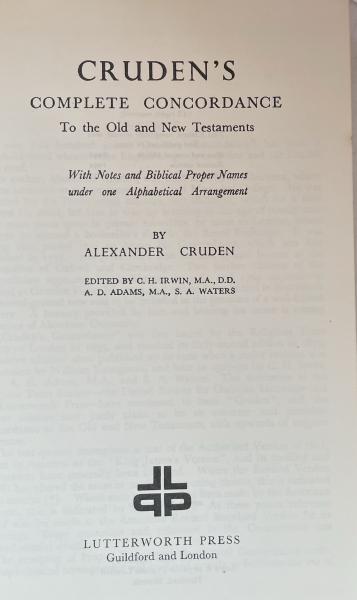 CRUDEN'S
COMPLETE CONCORDANCE
To the Old and New Testaments
With Notes and Biblical Proper Names
under one Alphabetical Arrangement
BY
ALEXANDER CRUDEN
EDITED BY C. H. IRWIN, M.A., D.D.
A. D. ADAMS, M.A., S. A. WATERS
LUTTERWORTH PRESS
Guildford and London